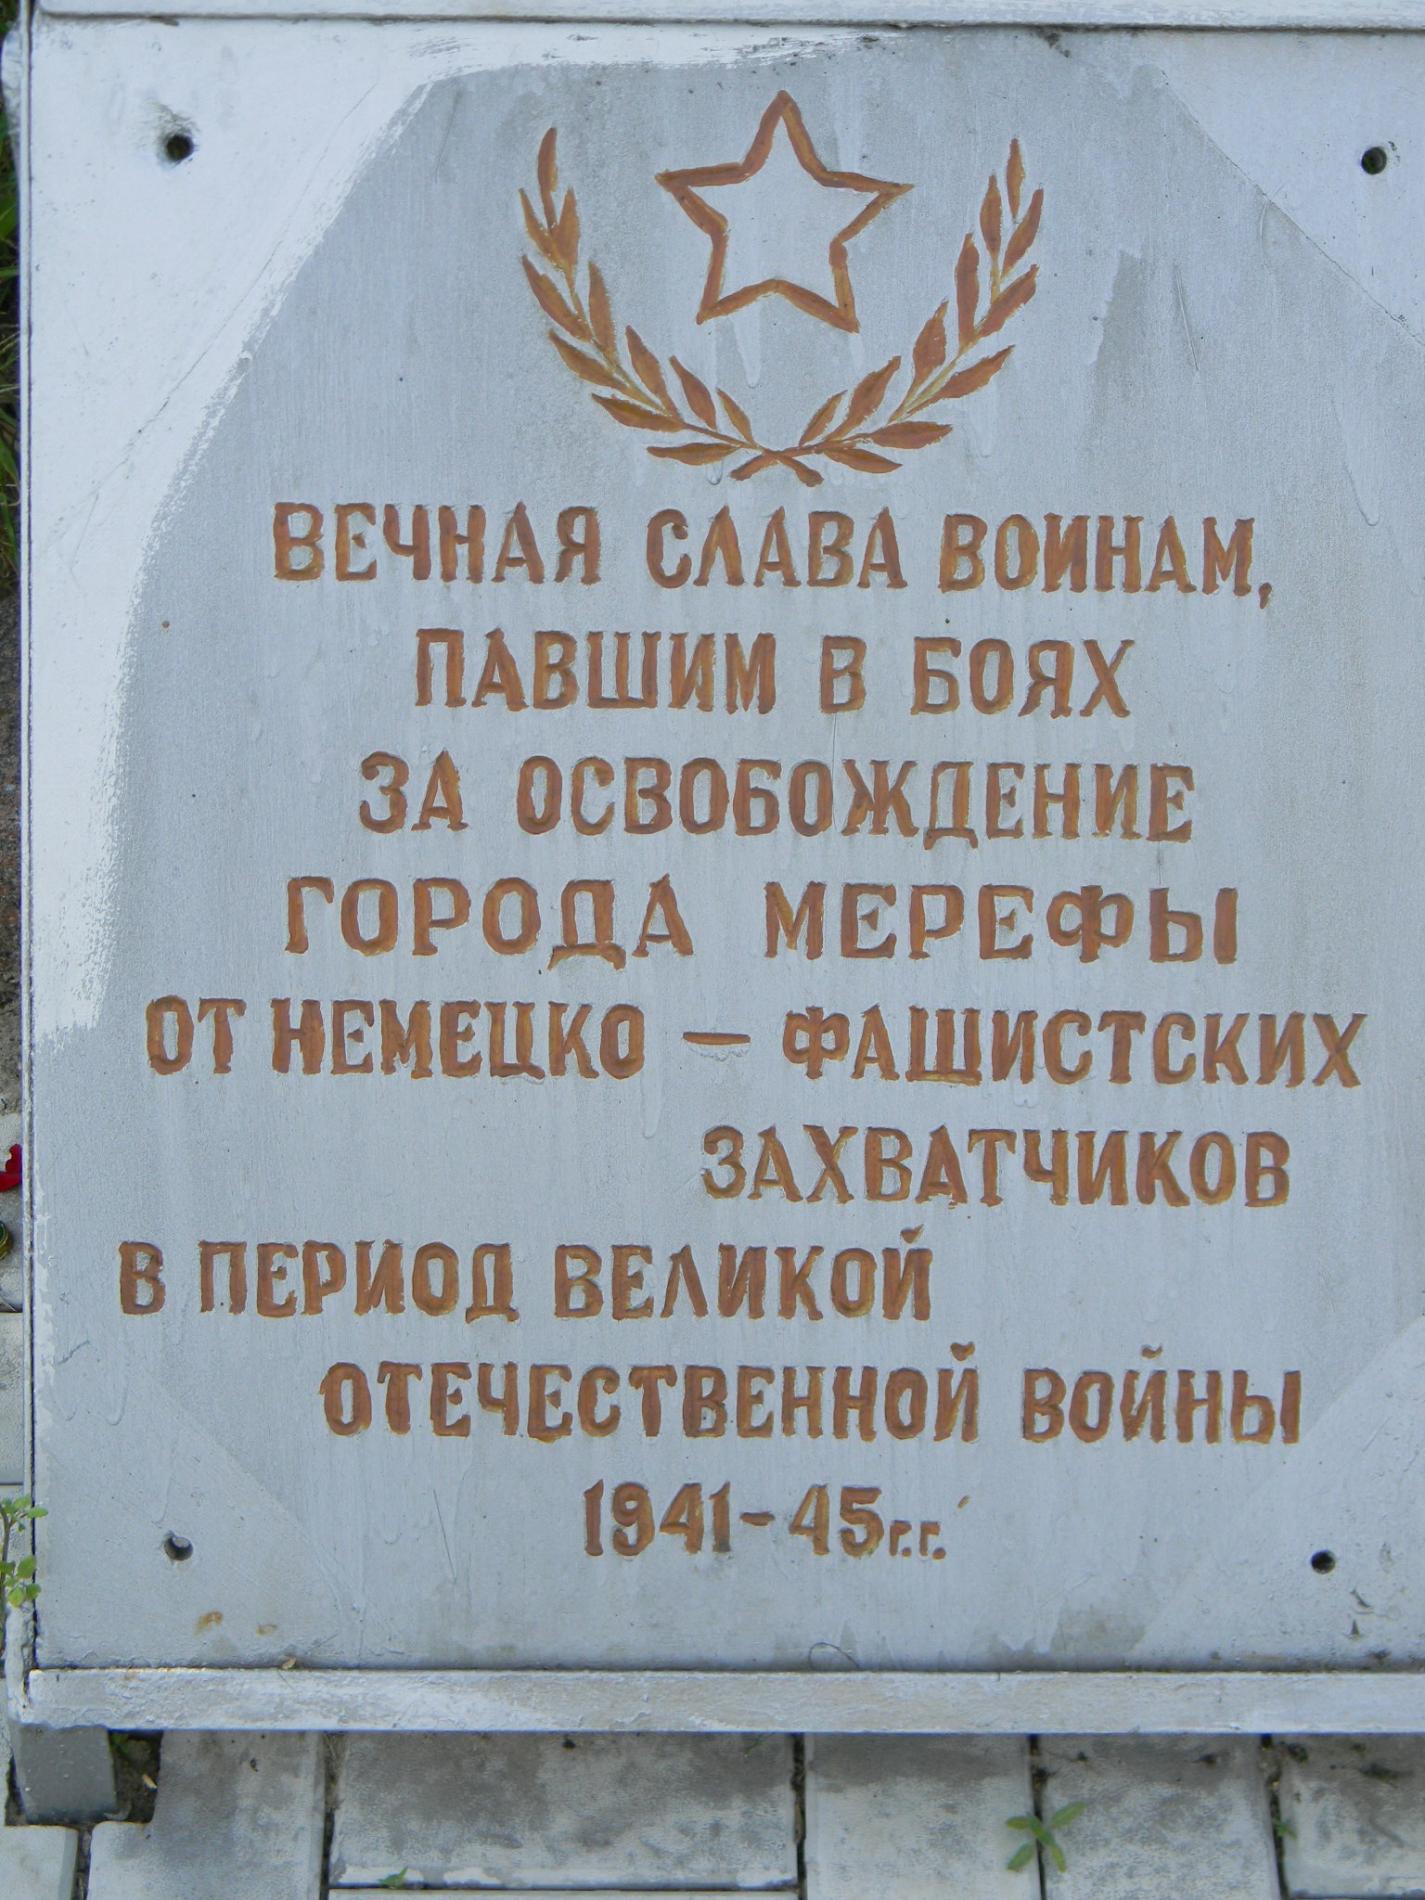 ВЕЧНАЯ СЛАВА ВОИНАМ,
ПАВШИМ В БОЯХ
ЗА ОСВОБОЖДЕНИЕ
ГОРОДА МЕРЕФЫ
ОТ НЕМЕЦКО – ФАШИСТСКИХ
ЗАХВАТЧИКОВ
В ПЕРИОД ВЕЛИКОЙ
ОТЕЧЕСТВЕННОЙ ВОЙНЫ
1941-45г.г.